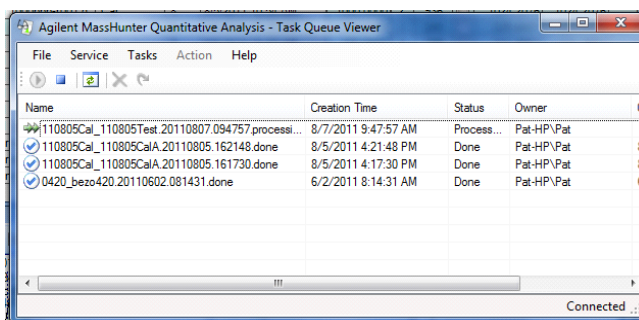 Agilent MassHunter Quantitative Analysis - Task Queue Viewer
File Service Tasks Action Help
Name Creation Time Status Owner
110805Cal_110805Test.20110807.094757.processi... 8/7/2011 9:47:57 AM Process... Pat-HP\Pat
110805Cal_110805CalA.20110805.162148.done 8/5/2011 4:21:48 PM Done Pat-HP\Pat
110805Cal_110805CalA.20110805.161730.done 8/5/2011 4:17:30 PM Done Pat-HP\Pat
0420_bezo420.20110602.081431.done 6/2/2011 8:14:31 AM Done Pat-HP\Pat
Connected